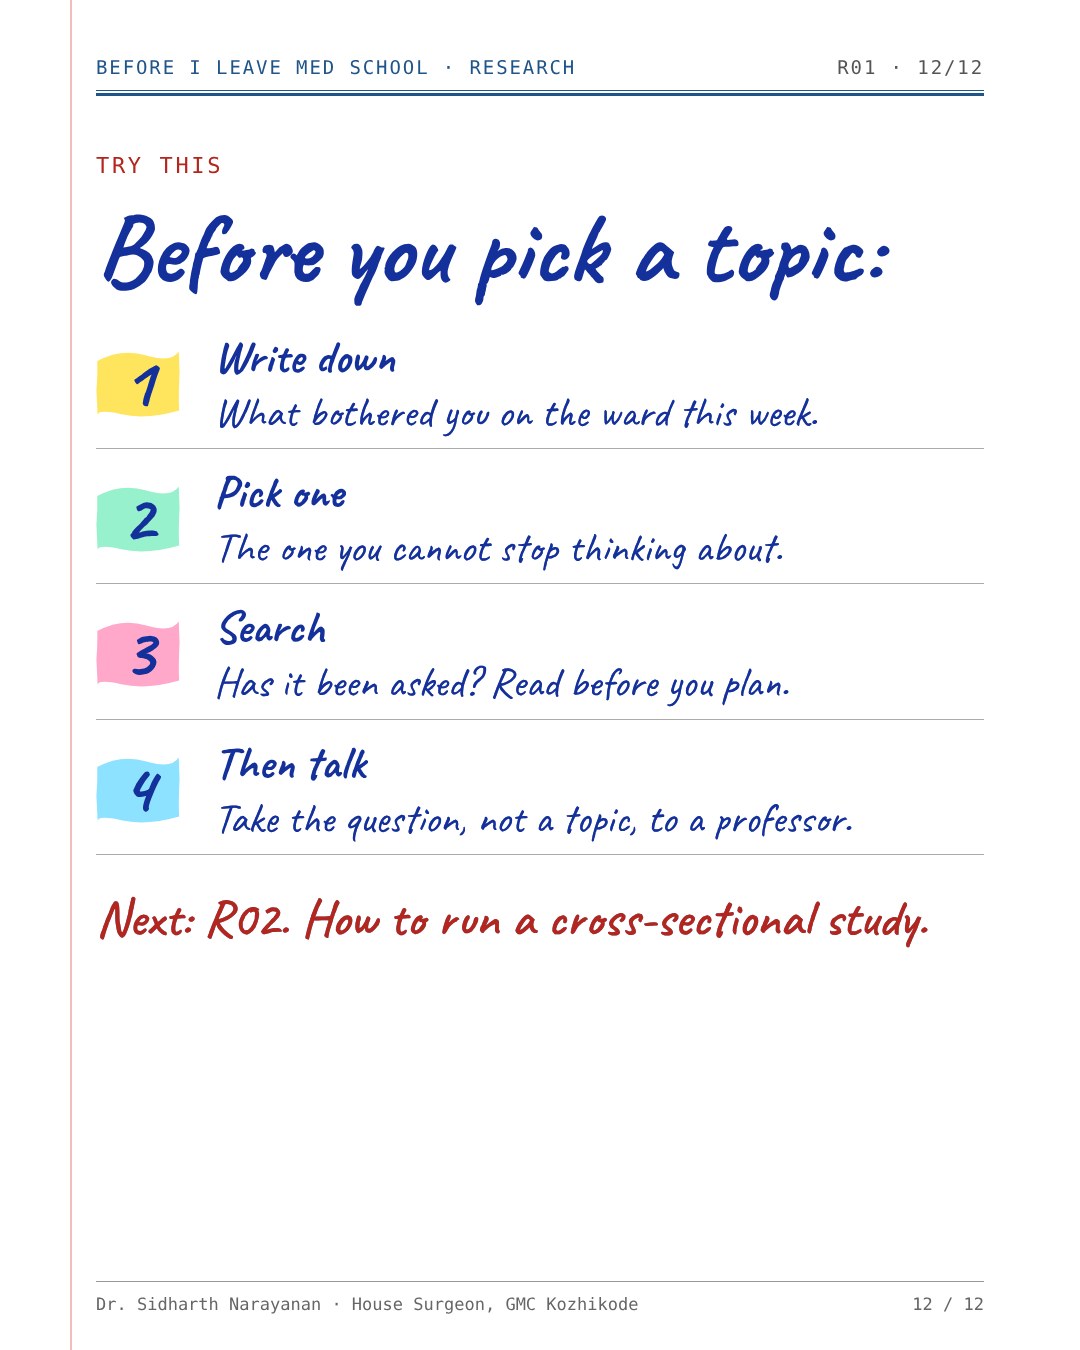 BEFORE I LEAVE MED SCHOOL · RESEARCH
R01 · 12/12
TRY THIS
Before you pick a topic:
1
Write down
What bothered you on the ward this week.
2
Pick one
The one you cannot stop thinking about.
3
Search
Has it been asked? Read before you plan.
4
Then talk
Take the question, not a topic, to a professor.
Next: R02. How to run a cross-sectional study.
Dr. Sidharth Narayanan · House Surgeon, GMC Kozhikode
12 / 12